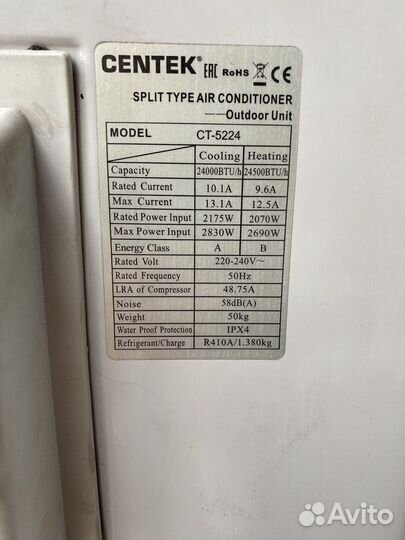 CENTEK® EAC RoHS CE
SPLIT TYPE AIR CONDITIONER
——Outdoor Unit
MODEL CT-5224
Cooling Heating
Capacity 24000BTU/h 24500BTU/h
Rated Current 10.1A 9.6A
Max Current 13.1A 12.5A
Rated Power Input 2175W 2070W
Max Power Input 2830W 2690W
Energy Class A B
Rated Volt 220-240V~
Rated Frequency 50Hz
LRA of Compressor 48.75A
Noise 58dB(A)
Weight 50kg
Water Proof Protection IPX4
Refrigerant/Charge R410A/1.380kg
Avito